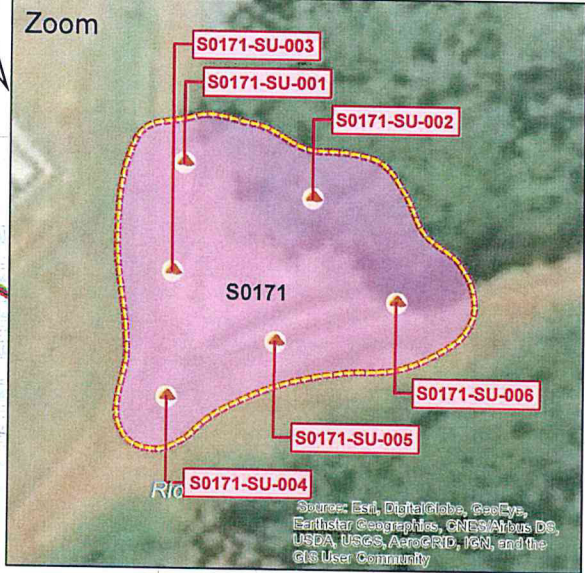 Zoom
S0171-SU-003
S0171-SU-001
S0171-SU-002
S0171
S0171-SU-006
S0171-SU-005
S0171-SU-004
Source: Esri, DigitalGlobe, GeoEye,
Earthstar Geographics, CNES/Airbus DS,
USDA, USGS, AeroGRID, IGN, and the
GIS User Community